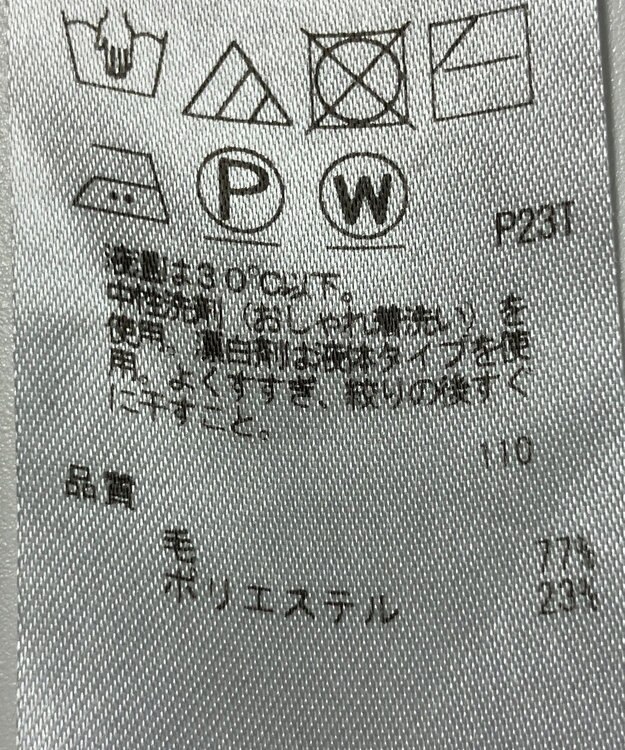 P W
P23T
液温は30℃以下。
中性洗剤（おしゃれ着洗い）を
使用。漂白剤は液体タイプを使
用。よくすすぎ、絞りの後すぐ
に干すこと。
110
品質
毛 77%
ポリエステル 23%